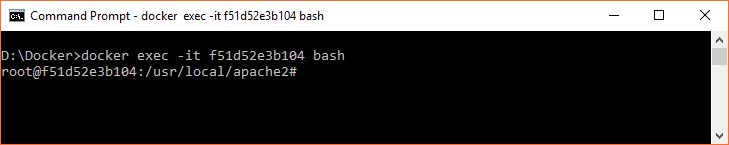 Command Prompt - docker exec -it f51d52e3b104 bash
D:\Docker>docker exec -it f51d52e3b104 bash
root@f51d52e3b104:/usr/local/apache2#